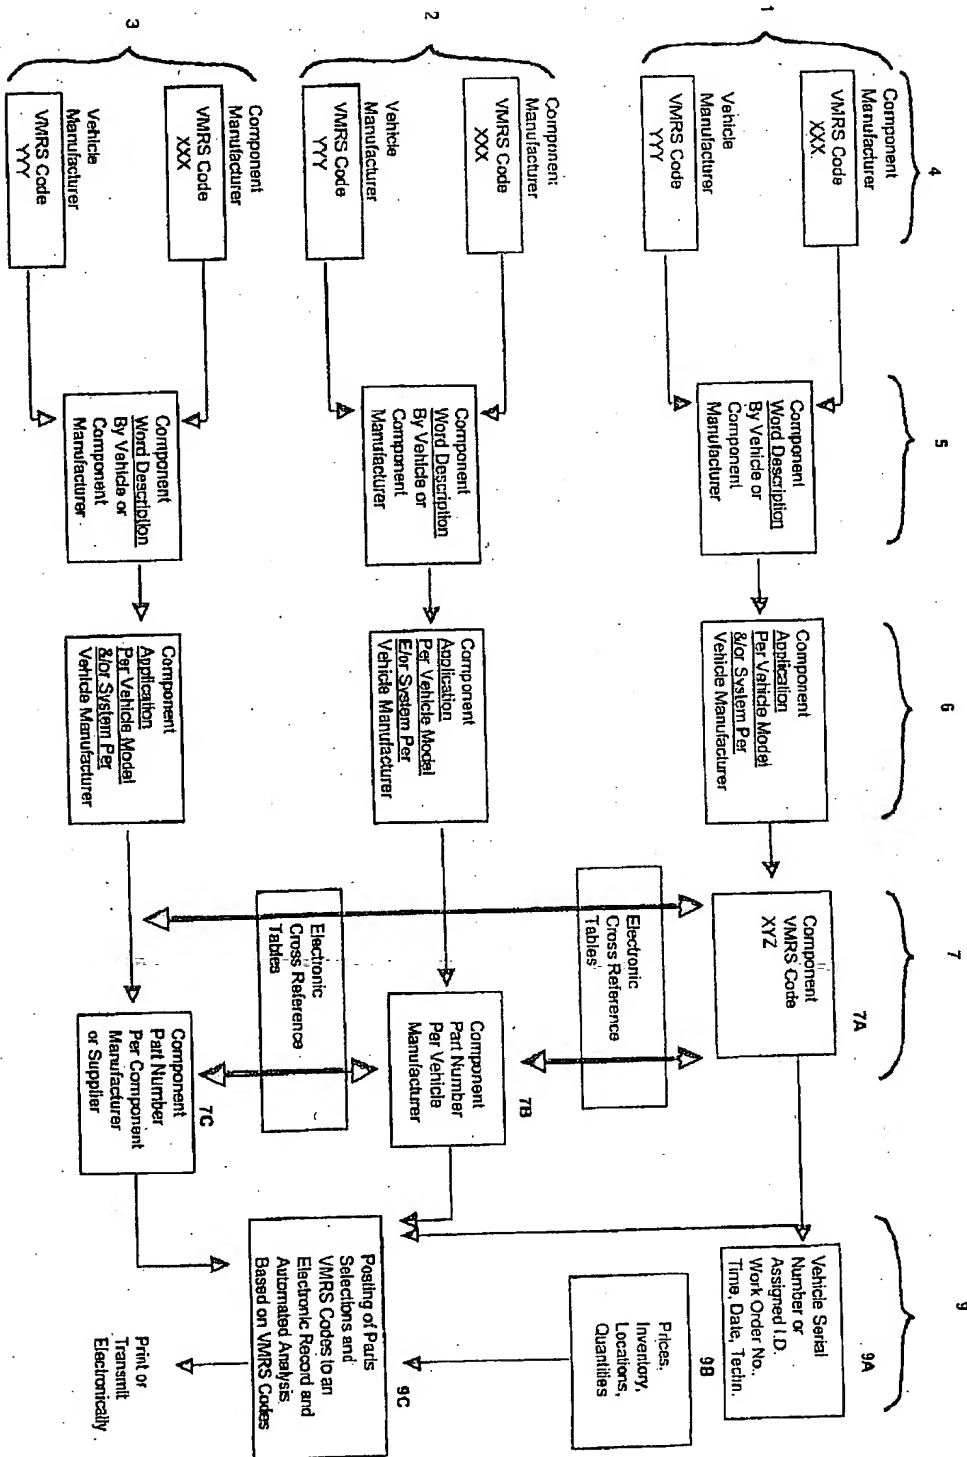 4
5
6
7
9
1
Component
Manufacturer
VMRS Code
XXX.
Vehicle
Manufacturer
VMRS Code
YYY
Component
Word Description
By Vehicle or
Component
Manufacturer
Component
Application
Per Vehicle Model
&/or System Per
Vehicle Manufacturer
7A
Component
VMRS Code
XYZ
9A
Vehicle Serial
Number or
Assigned I.D.
Work Order No.,
Time, Date, Techn.
Electronic
Cross Reference
Tables
9B
Prices,
Inventory,
Locations,
Quantities
2
Component
Manufacturer
VMRS Code
XXX
Vehicle
Manufacturer
VMRS Code
YYY
Component
Word Description
By Vehicle or
Component
Manufacturer
Component
Application
Per Vehicle Model
E/or System Per
Vehicle Manufacturer
7B
Component
Part Number
Per Vehicle
Manufacturer
9C
Posting of Parts
Selections and
VMRS Codes to an
Electronic Record and
Automated Analysis
Based on VMRS Codes
Electronic
Cross Reference
Tables
3
Component
Manufacturer
VMRS Code
XXX
Vehicle
Manufacturer
VMRS Code
YYY
Component
Word Description
By Vehicle or
Component
Manufacturer
Component
Application
Per Vehicle Model
&/or System Per
Vehicle Manufacturer
7C
Component
Part Number
Per Component
Manufacturer
or Supplier
Print or
Transmit
Electronically.